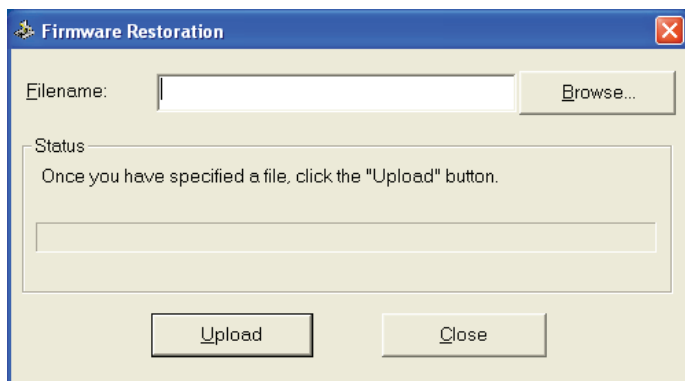 Firmware Restoration
Filename:
Browse...
Status
Once you have specified a file, click the "Upload" button.
Upload
Close